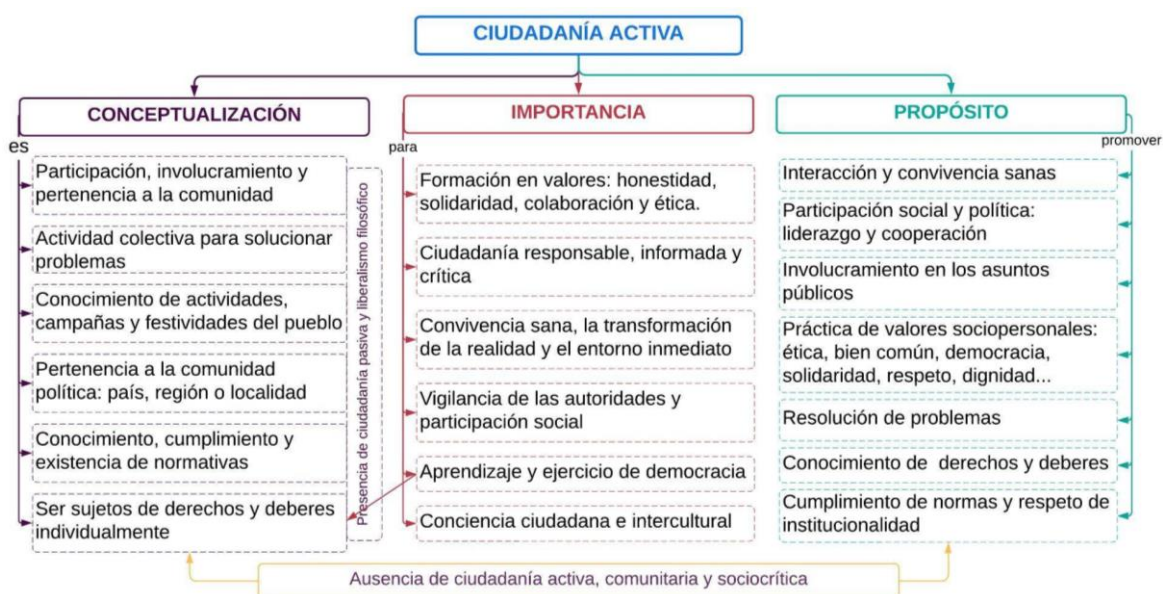 CIUDADANÍA ACTIVA
CONCEPTUALIZACIÓN
es
Participación, involucramiento y
pertenencia a la comunidad
Actividad colectiva para solucionar
problemas
Conocimiento de actividades,
campañas y festividades del pueblo
Pertenencia a la comunidad
política: país, región o localidad
Conocimiento, cumplimiento y
existencia de normativas
Ser sujetos de derechos y deberes
individualmente
Presencia de ciudadanía pasiva y liberalismo filosófico
IMPORTANCIA
para
Formación en valores: honestidad,
solidaridad, colaboración y ética.
Ciudadanía responsable, informada y
crítica
Convivencia sana, la transformación
de la realidad y el entorno inmediato
Vigilancia de las autoridades y
participación social
Aprendizaje y ejercicio de democracia
Conciencia ciudadana e intercultural
PROPÓSITO
promover
Interacción y convivencia sanas
Participación social y política:
liderazgo y cooperación
Involucramiento en los asuntos
públicos
Práctica de valores sociopersonales:
ética, bien común, democracia,
solidaridad, respeto, dignidad...
Resolución de problemas
Conocimiento de derechos y deberes
Cumplimiento de normas y respeto de
institucionalidad
Ausencia de ciudadanía activa, comunitaria y sociocrítica